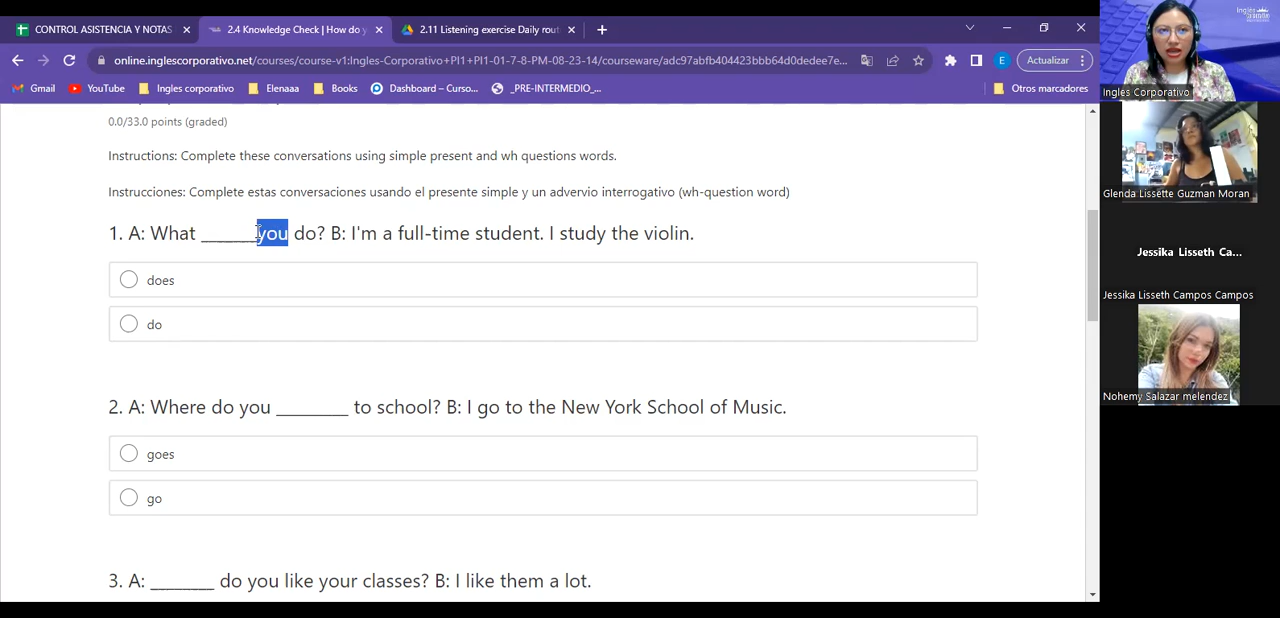 CONTROL ASISTENCIA Y NOTAS
2.4 Knowledge Check | How do y
2.11 Listening exercise Daily rout
online.inglescorporativo.net/courses/course-v1:Ingles-Corporativo+PI1+PI1-01-7-8-PM-08-23-14/courseware/adc97abfb404423bbb64d0dedee7e...
E
Actualizar
Gmail
YouTube
Ingles corporativo
Elenaaa
Books
Dashboard – Curso...
_PRE-INTERMEDIO_...
Otros marcadores
0.0/33.0 points (graded)
Instructions: Complete these conversations using simple present and wh questions words.
Instrucciones: Complete estas conversaciones usando el presente simple y un advervio interrogativo (wh-question word)
1. A: What _______you do? B: I'm a full-time student. I study the violin.
does
do
2. A: Where do you ________ to school? B: I go to the New York School of Music.
goes
go
3. A: _______ do you like your classes? B: I like them a lot.
Ingles Corporativo
Glenda Lissette Guzman Moran
Jessika Lisseth Ca...
Jessika Lisseth Campos Campos
Nohemy Salazar melendez